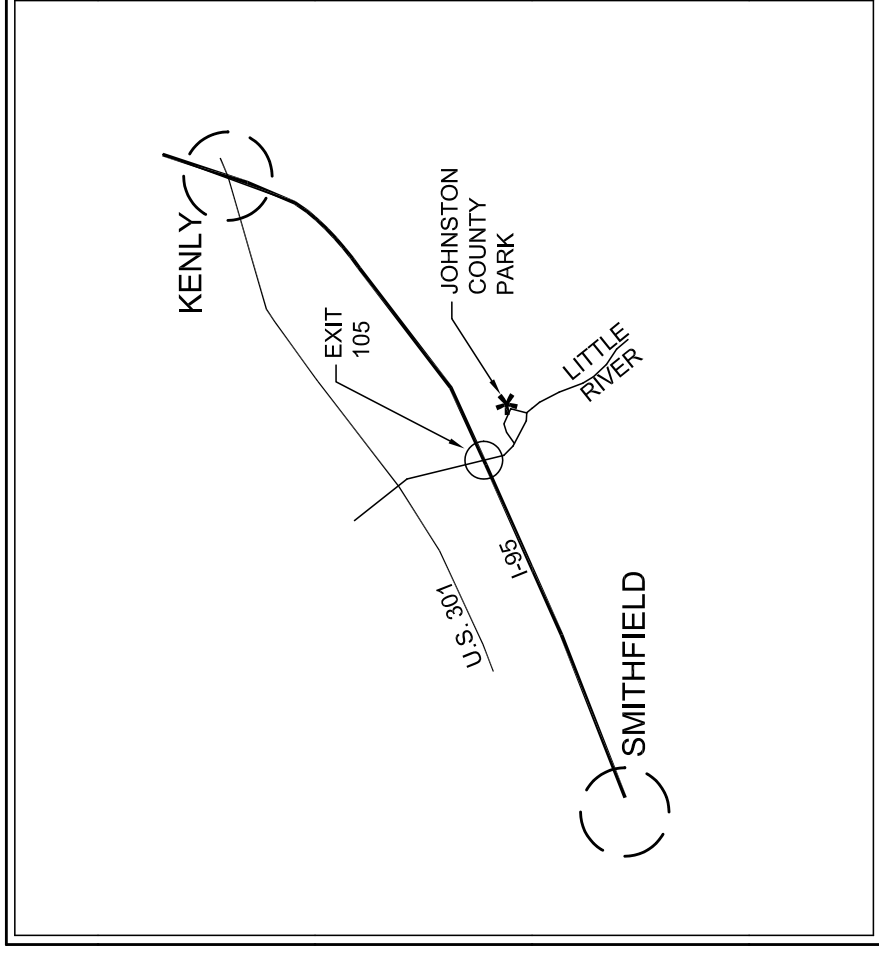 KENLY
EXIT
105
JOHNSTON
COUNTY
PARK
LITTLE
RIVER
I-95
U.S. 301
SMITHFIELD